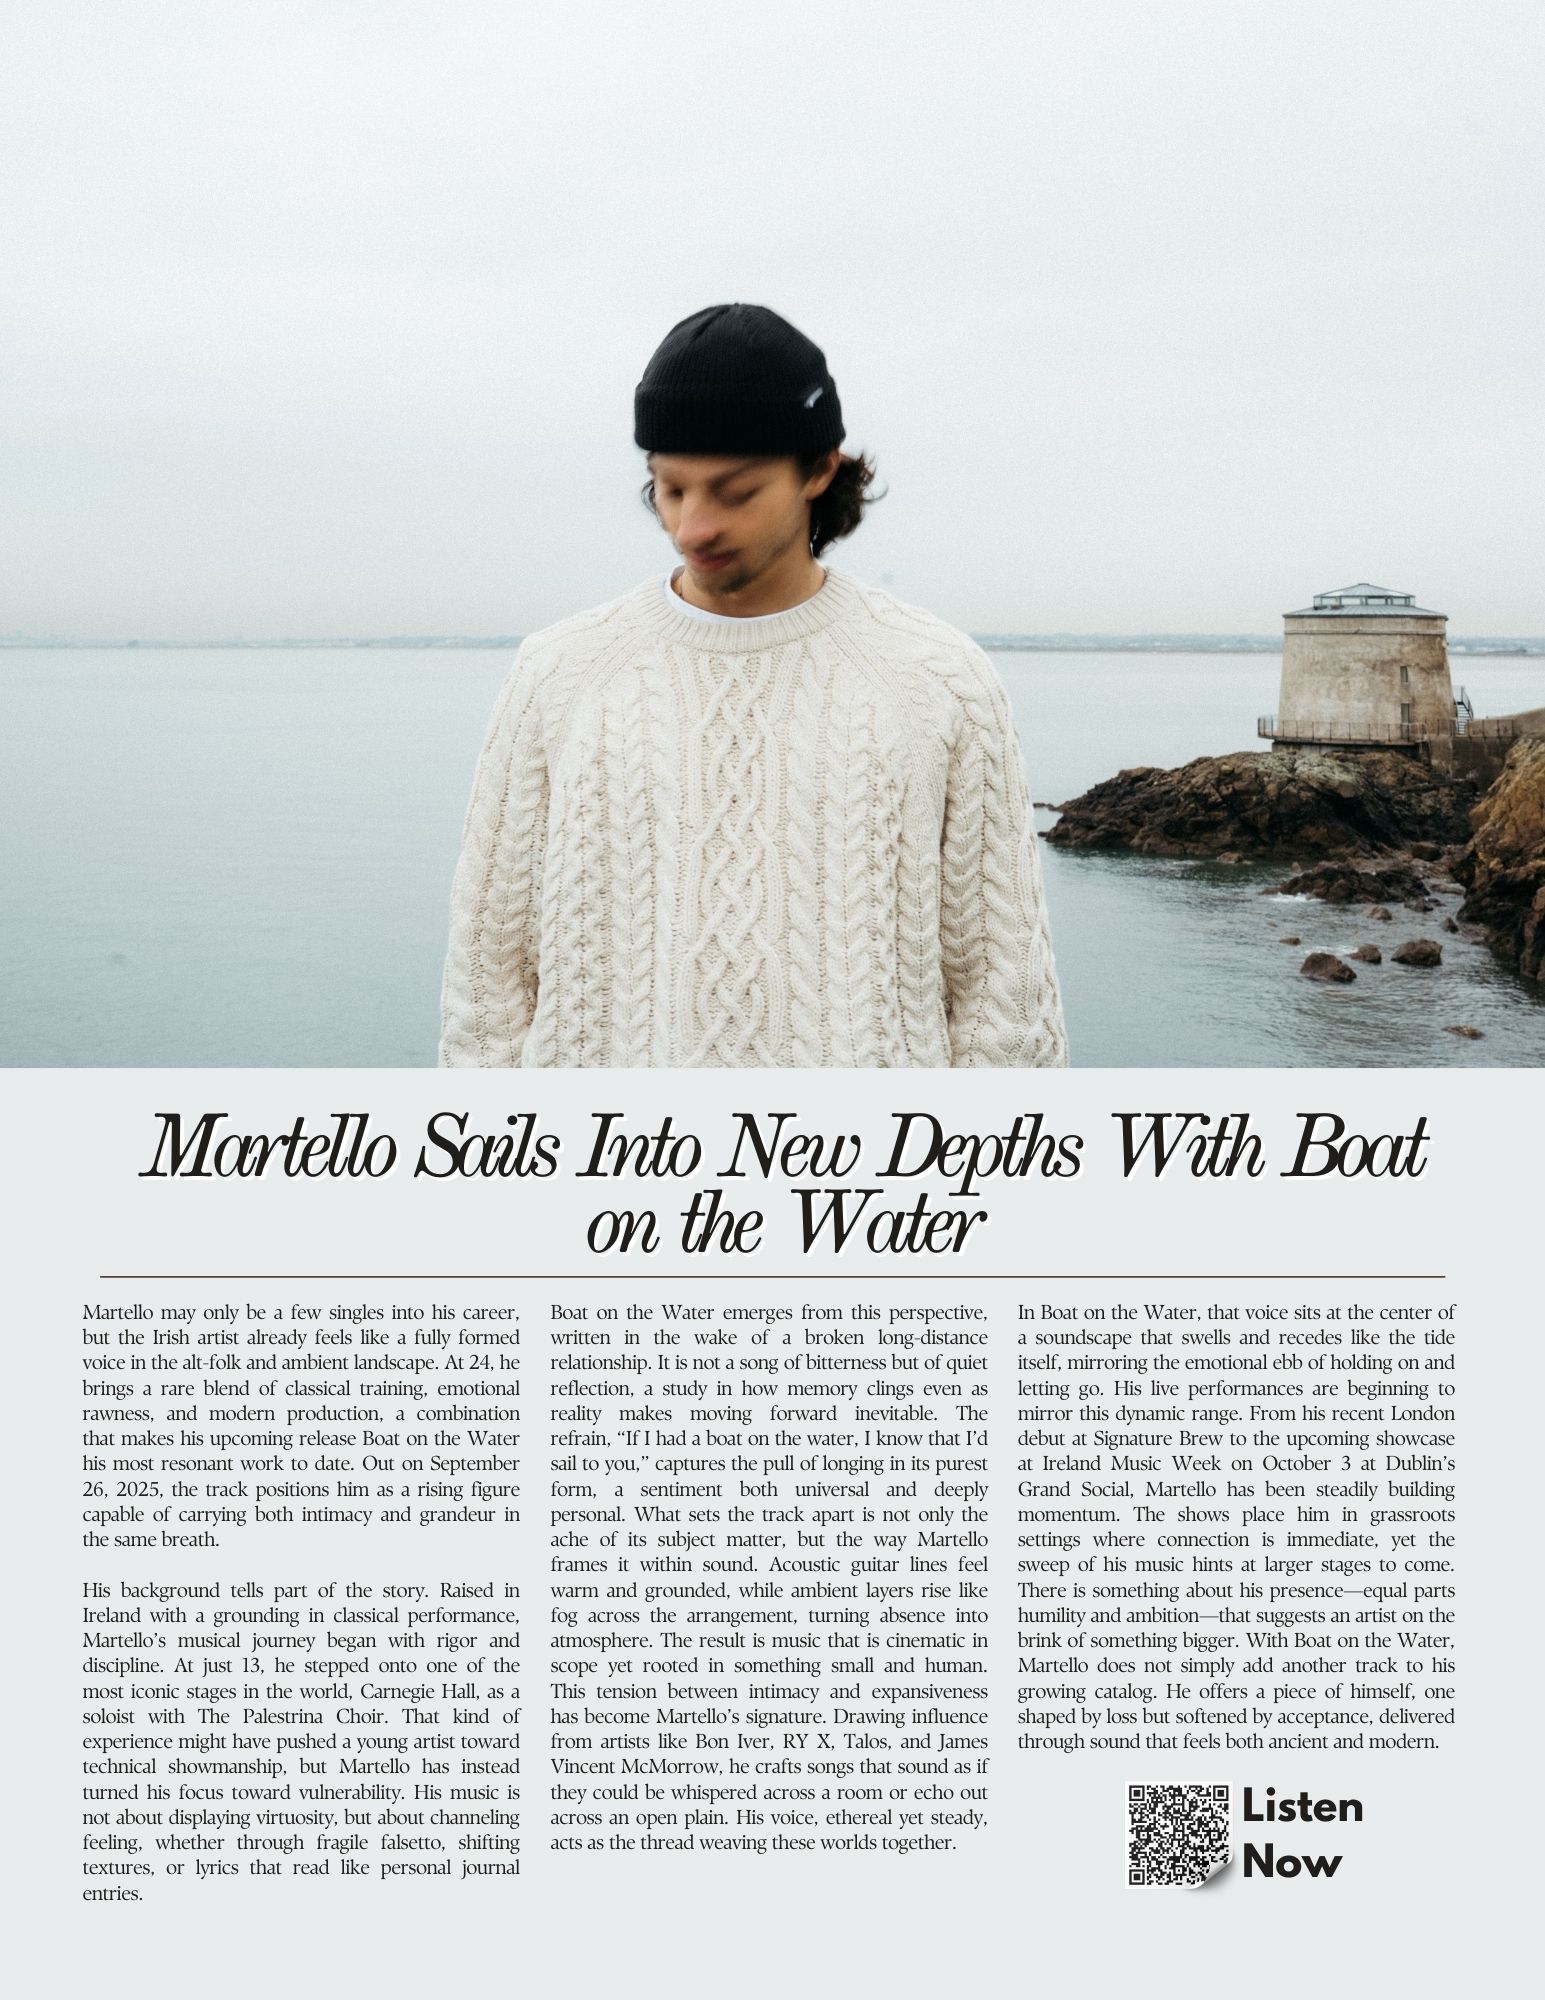 Martello Sails Into New Depths With Boat
on the Water
Martello may only be a few singles into his career,
but the Irish artist already feels like a fully formed
voice in the alt-folk and ambient landscape. At 24, he
brings a rare blend of classical training, emotional
rawness, and modern production, a combination
that makes his upcoming release Boat on the Water
his most resonant work to date. Out on September
26, 2025, the track positions him as a rising figure
capable of carrying both intimacy and grandeur in
the same breath.
His background tells part of the story. Raised in
Ireland with a grounding in classical performance,
Martello’s musical journey began with rigor and
discipline. At just 13, he stepped onto one of the
most iconic stages in the world, Carnegie Hall, as a
soloist with The Palestrina Choir. That kind of
experience might have pushed a young artist toward
technical showmanship, but Martello has instead
turned his focus toward vulnerability. His music is
not about displaying virtuosity, but about channeling
feeling, whether through fragile falsetto, shifting
textures, or lyrics that read like personal journal
entries.
Boat on the Water emerges from this perspective,
written in the wake of a broken long-distance
relationship. It is not a song of bitterness but of quiet
reflection, a study in how memory clings even as
reality makes moving forward inevitable. The
refrain, “If I had a boat on the water, I know that I’d
sail to you,” captures the pull of longing in its purest
form, a sentiment both universal and deeply
personal. What sets the track apart is not only the
ache of its subject matter, but the way Martello
frames it within sound. Acoustic guitar lines feel
warm and grounded, while ambient layers rise like
fog across the arrangement, turning absence into
atmosphere. The result is music that is cinematic in
scope yet rooted in something small and human.
This tension between intimacy and expansiveness
has become Martello’s signature. Drawing influence
from artists like Bon Iver, RY X, Talos, and James
Vincent McMorrow, he crafts songs that sound as if
they could be whispered across a room or echo out
across an open plain. His voice, ethereal yet steady,
acts as the thread weaving these worlds together.
In Boat on the Water, that voice sits at the center of
a soundscape that swells and recedes like the tide
itself, mirroring the emotional ebb of holding on and
letting go. His live performances are beginning to
mirror this dynamic range. From his recent London
debut at Signature Brew to the upcoming showcase
at Ireland Music Week on October 3 at Dublin’s
Grand Social, Martello has been steadily building
momentum. The shows place him in grassroots
settings where connection is immediate, yet the
sweep of his music hints at larger stages to come.
There is something about his presence—equal parts
humility and ambition—that suggests an artist on the
brink of something bigger. With Boat on the Water,
Martello does not simply add another track to his
growing catalog. He offers a piece of himself, one
shaped by loss but softened by acceptance, delivered
through sound that feels both ancient and modern.
Listen
Now